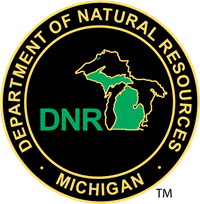 DEPARTMENT OF NATURAL RESOURCES
DNR
· MICHIGAN ·
TM